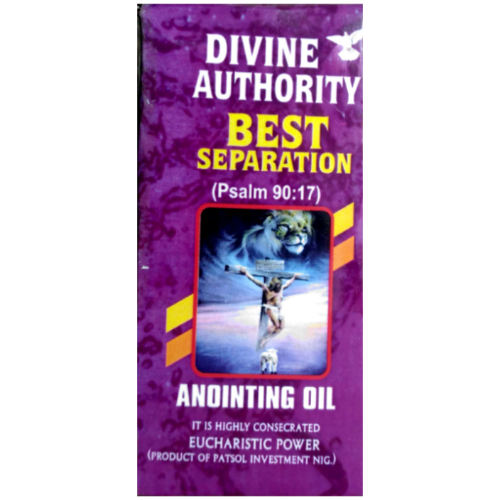 DIVINE
AUTHORITY
BEST
SEPARATION
(Psalm 90:17)
ANOINTING OIL
IT IS HIGHLY CONSECRATED
EUCHARISTIC POWER
(PRODUCT OF PATSOL INVESTMENT NIG.)